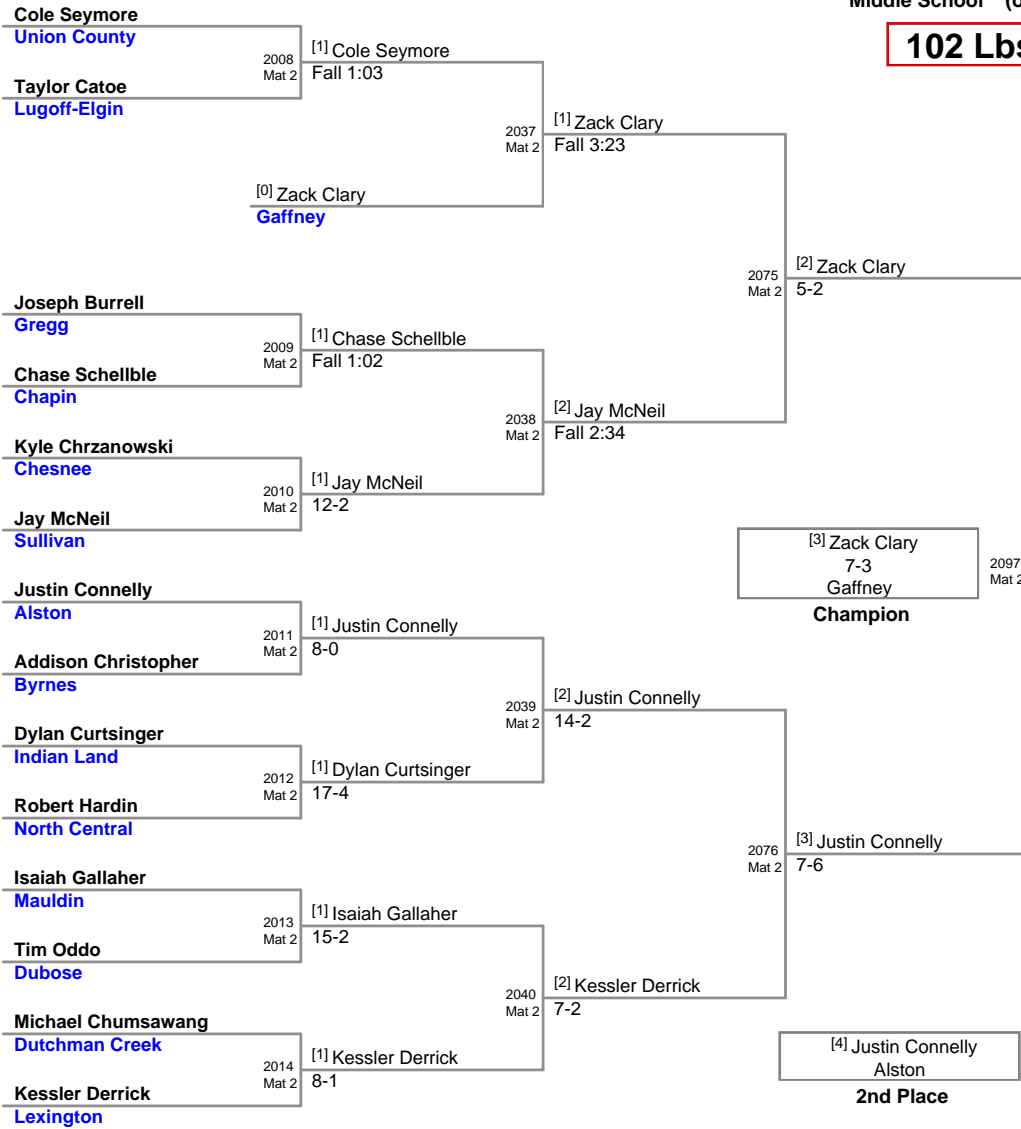 Middle School
102 Lbs
Cole Seymore
Union County
2008
Mat 2
[1] Cole Seymore
Fall 1:03
Taylor Catoe
Lugoff-Elgin
2037
Mat 2
[1] Zack Clary
Fall 3:23
[0] Zack Clary
Gaffney
2075
Mat 2
[2] Zack Clary
5-2
Joseph Burrell
Gregg
2009
Mat 2
[1] Chase Schellble
Fall 1:02
Chase Schellble
Chapin
2038
Mat 2
[2] Jay McNeil
Fall 2:34
Kyle Chrzanowski
Chesnee
2010
Mat 2
[1] Jay McNeil
12-2
Jay McNeil
Sullivan
[3] Zack Clary
7-3
Gaffney
Champion
2097
Mat 2
Justin Connelly
Alston
2011
Mat 2
[1] Justin Connelly
8-0
Addison Christopher
Byrnes
2039
Mat 2
[2] Justin Connelly
14-2
Dylan Curtsinger
Indian Land
2012
Mat 2
[1] Dylan Curtsinger
17-4
Robert Hardin
North Central
2076
Mat 2
[3] Justin Connelly
7-6
Isaiah Gallaher
Mauldin
2013
Mat 2
[1] Isaiah Gallaher
15-2
Tim Oddo
Dubose
2040
Mat 2
[2] Kessler Derrick
7-2
Michael Chumsawang
Dutchman Creek
2014
Mat 2
[1] Kessler Derrick
8-1
Kessler Derrick
Lexington
[4] Justin Connelly
Alston
2nd Place